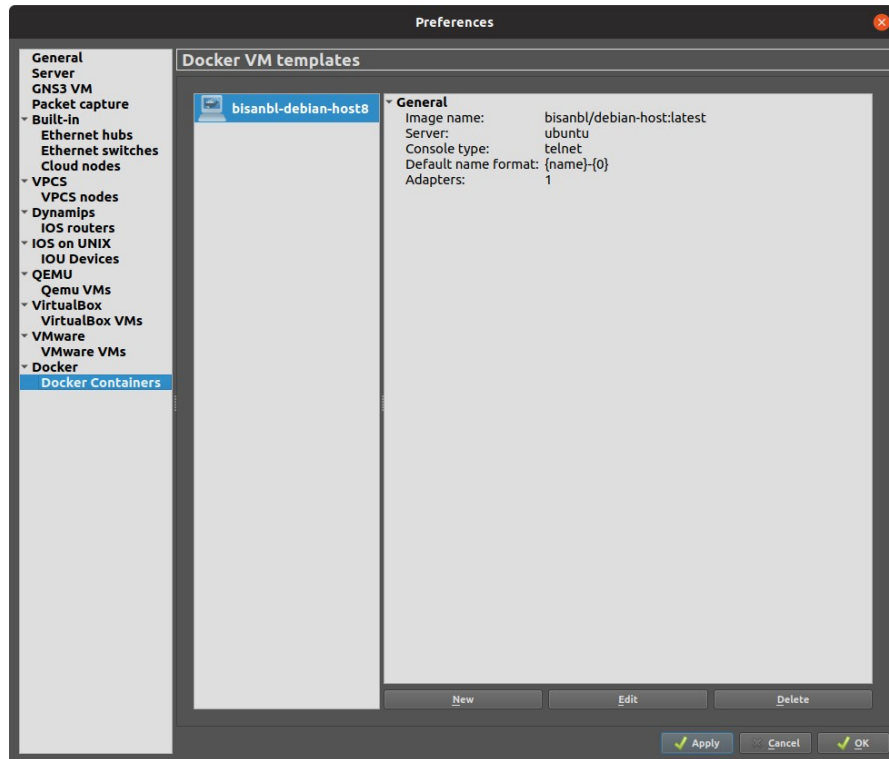 Preferences
General
Server
GNS3 VM
Packet capture
Built-in
Ethernet hubs
Ethernet switches
Cloud nodes
VPCS
VPCS nodes
Dynamips
IOS routers
IOS on UNIX
IOU Devices
QEMU
Qemu VMs
VirtualBox
VirtualBox VMs
VMware
VMware VMs
Docker
Docker Containers
Docker VM templates
bisanbl-debian-host8
General
Image name: bisanbl/debian-host:latest
Server: ubuntu
Console type: telnet
Default name format: {name}-{0}
Adapters: 1
New Edit Delete
Apply Cancel OK